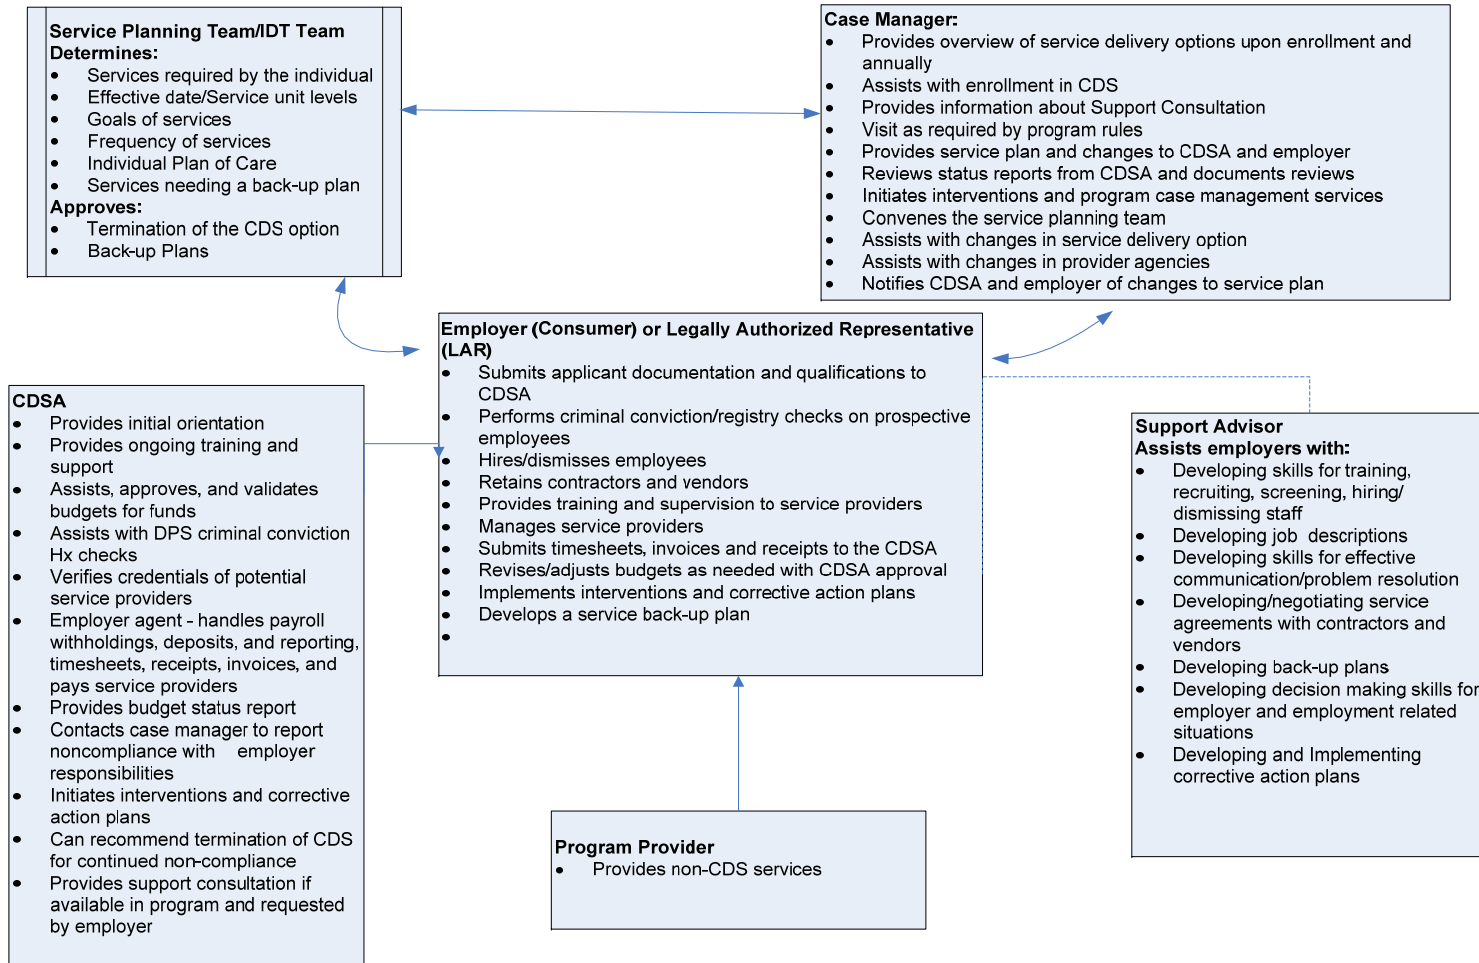 Service Planning Team/IDT Team
Determines:
• Services required by the individual
• Effective date/Service unit levels
• Goals of services
• Frequency of services
• Individual Plan of Care
• Services needing a back-up plan
Approves:
• Termination of the CDS option
• Back-up Plans
Case Manager:
• Provides overview of service delivery options upon enrollment and
annually
• Assists with enrollment in CDS
• Provides information about Support Consultation
• Visit as required by program rules
• Provides service plan and changes to CDSA and employer
• Reviews status reports from CDSA and documents reviews
• Initiates interventions and program case management services
• Convenes the service planning team
• Assists with changes in service delivery option
• Assists with changes in provider agencies
• Notifies CDSA and employer of changes to service plan
Employer (Consumer) or Legally Authorized Representative
(LAR)
• Submits applicant documentation and qualifications to
CDSA
• Performs criminal conviction/registry checks on prospective
employees
• Hires/dismisses employees
• Retains contractors and vendors
• Provides training and supervision to service providers
• Manages service providers
• Submits timesheets, invoices and receipts to the CDSA
• Revises/adjusts budgets as needed with CDSA approval
• Implements interventions and corrective action plans
• Develops a service back-up plan
•
CDSA
• Provides initial orientation
• Provides ongoing training and
support
• Assists, approves, and validates
budgets for funds
• Assists with DPS criminal conviction
Hx checks
• Verifies credentials of potential
service providers
• Employer agent - handles payroll
withholdings, deposits, and reporting,
timesheets, receipts, invoices, and
pays service providers
• Provides budget status report
• Contacts case manager to report
noncompliance with employer
responsibilities
• Initiates interventions and corrective
action plans
• Can recommend termination of CDS
for continued non-compliance
• Provides support consultation if
available in program and requested
by employer
Support Advisor
Assists employers with:
• Developing skills for training,
recruiting, screening, hiring/
dismissing staff
• Developing job descriptions
• Developing skills for effective
communication/problem resolution
• Developing/negotiating service
agreements with contractors and
vendors
• Developing back-up plans
• Developing decision making skills for
employer and employment related
situations
• Developing and Implementing
corrective action plans
Program Provider
• Provides non-CDS services